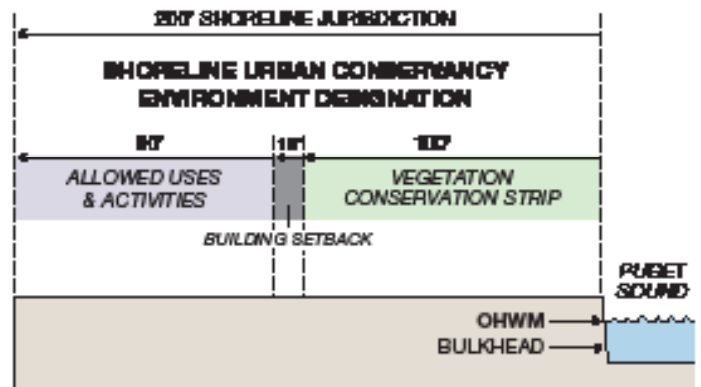 SHORELINE JURISDICTION
SHORELINE URBAN CONSERVANCY
ENVIRONMENT DESIGNATION
ALLOWED USES
& ACTIVITIES
VEGETATION
CONSERVATION STRIP
BUILDING SETBACK
PUGET
SOUND
OHWM
BULKHEAD